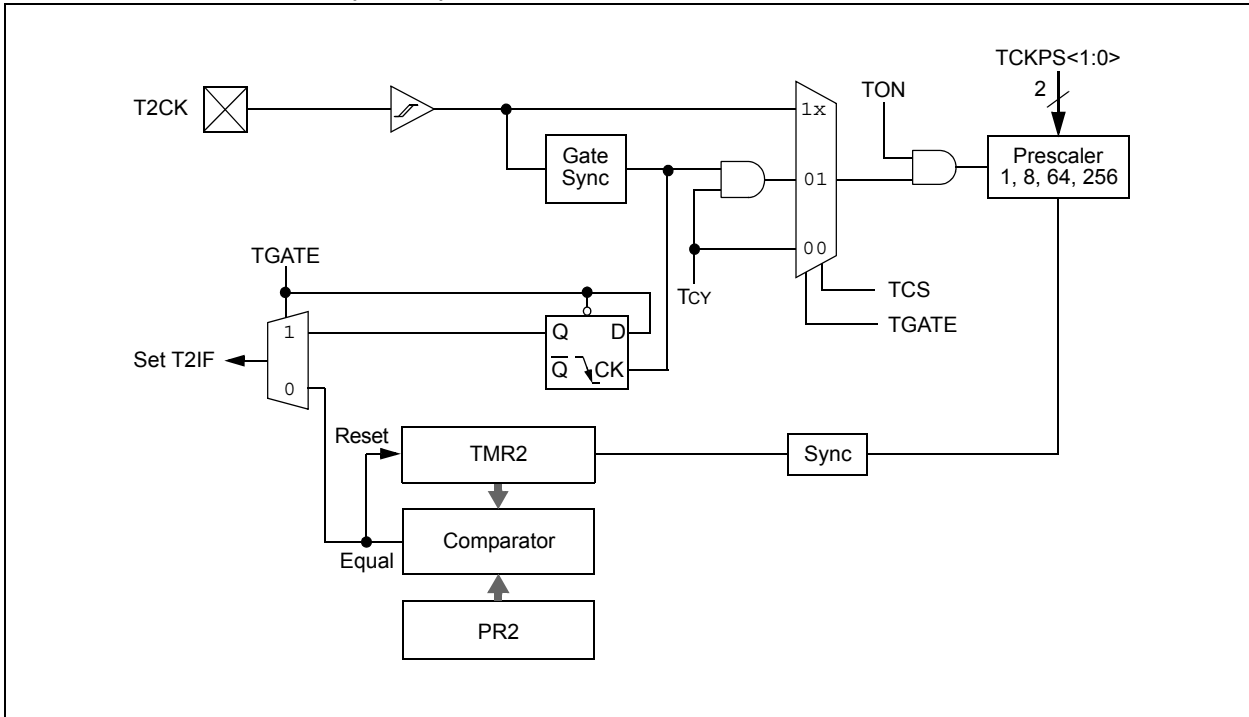 TCKPS<1:0>
2
T2CK
TON
1x
Gate
Sync
Prescaler
1, 8, 64, 256
01
00
TGATE
TCY
TCS
TGATE
1
Q
D
Set T2IF
Q
CK
0
Reset
TMR2
Sync
Comparator
Equal
PR2